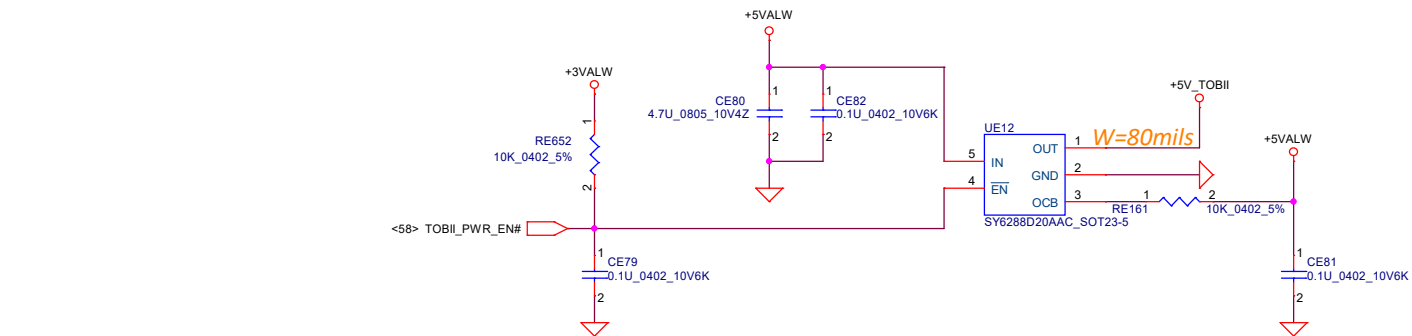 +5VALW
+3VALW
+5V_TOBII
+5VALW
1
CE80
4.7U_0805_10V4Z
2
1
CE82
0.1U_0402_10V6K
2
1
RE652
10K_0402_5%
2
UE12
5 IN
4 EN
OUT 1
GND 2
OCB 3
SY6288D20AAC_SOT23-5
W=80mils
1
RE161
2
10K_0402_5%
<58> TOBII_PWR_EN#
1
CE79
0.1U_0402_10V6K
2
1
CE81
0.1U_0402_10V6K
2